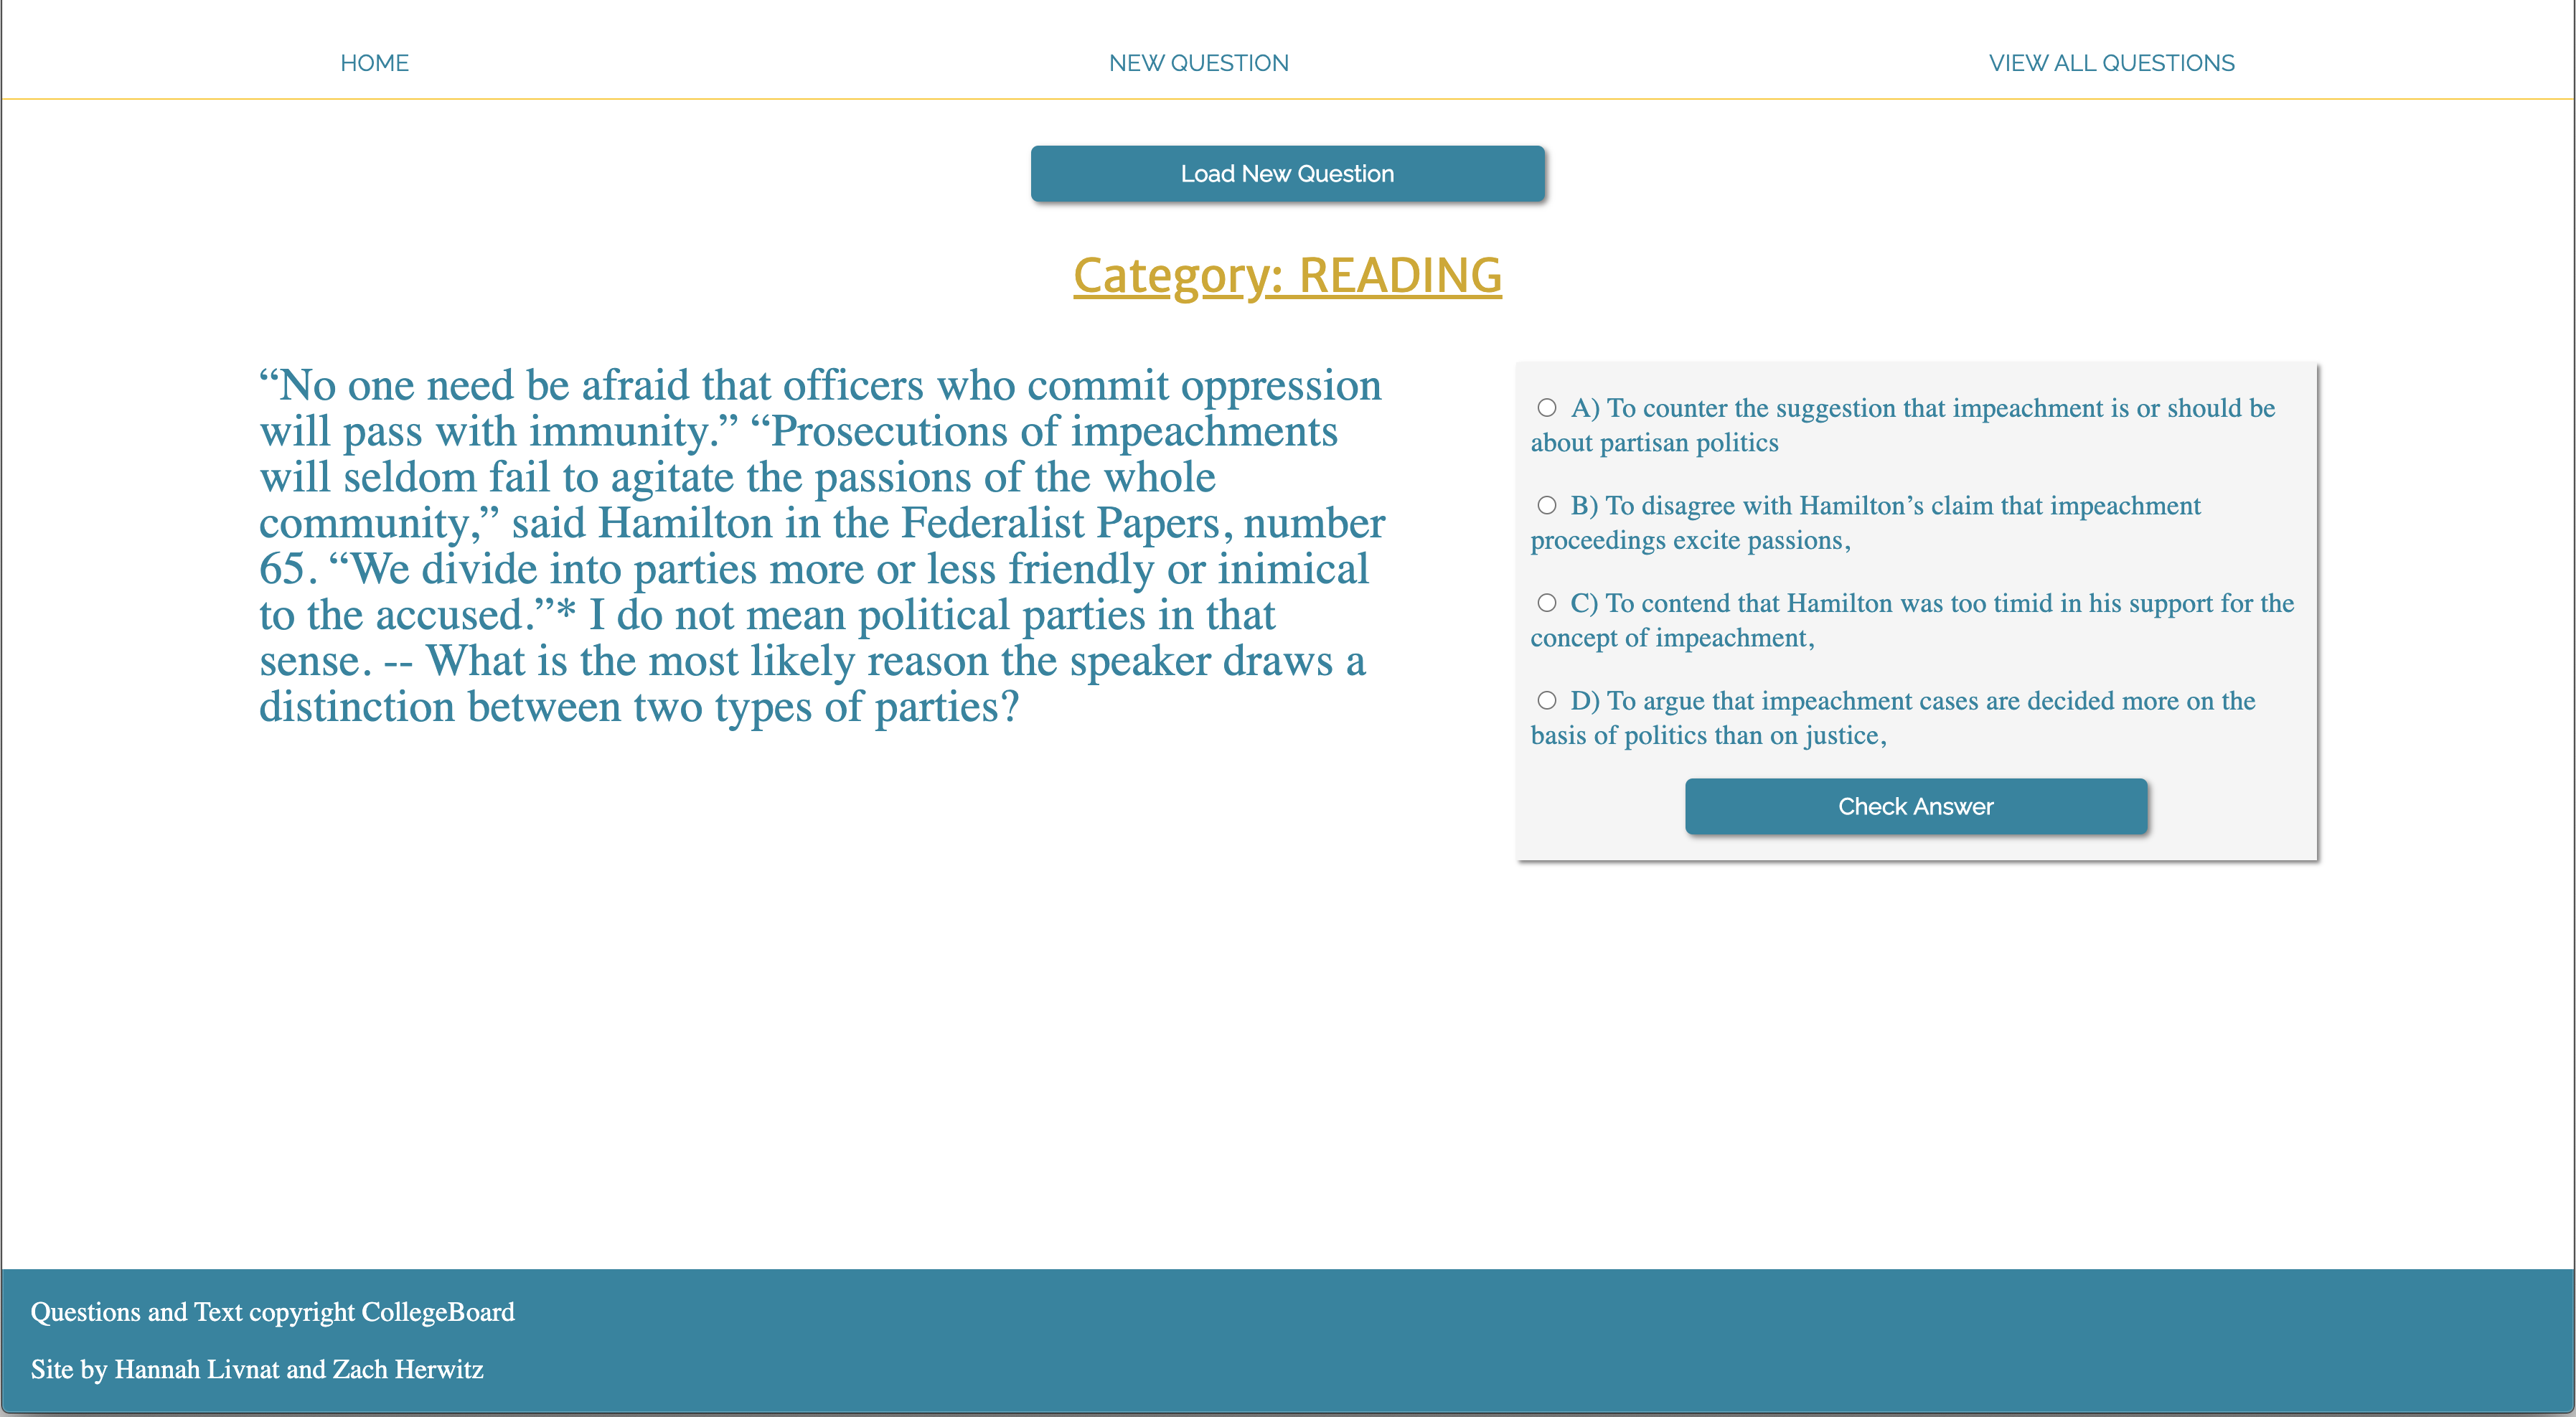 HOME
NEW QUESTION
VIEW ALL QUESTIONS
Load New Question
Category: READING
“No one need be afraid that officers who commit oppression
will pass with immunity.” “Prosecutions of impeachments
will seldom fail to agitate the passions of the whole
community,” said Hamilton in the Federalist Papers, number
65. “We divide into parties more or less friendly or inimical
to the accused.”* I do not mean political parties in that
sense. -- What is the most likely reason the speaker draws a
distinction between two types of parties?
A) To counter the suggestion that impeachment is or should be
about partisan politics
B) To disagree with Hamilton’s claim that impeachment
proceedings excite passions,
C) To contend that Hamilton was too timid in his support for the
concept of impeachment,
D) To argue that impeachment cases are decided more on the
basis of politics than on justice,
Check Answer
Questions and Text copyright CollegeBoard
Site by Hannah Livnat and Zach Herwitz